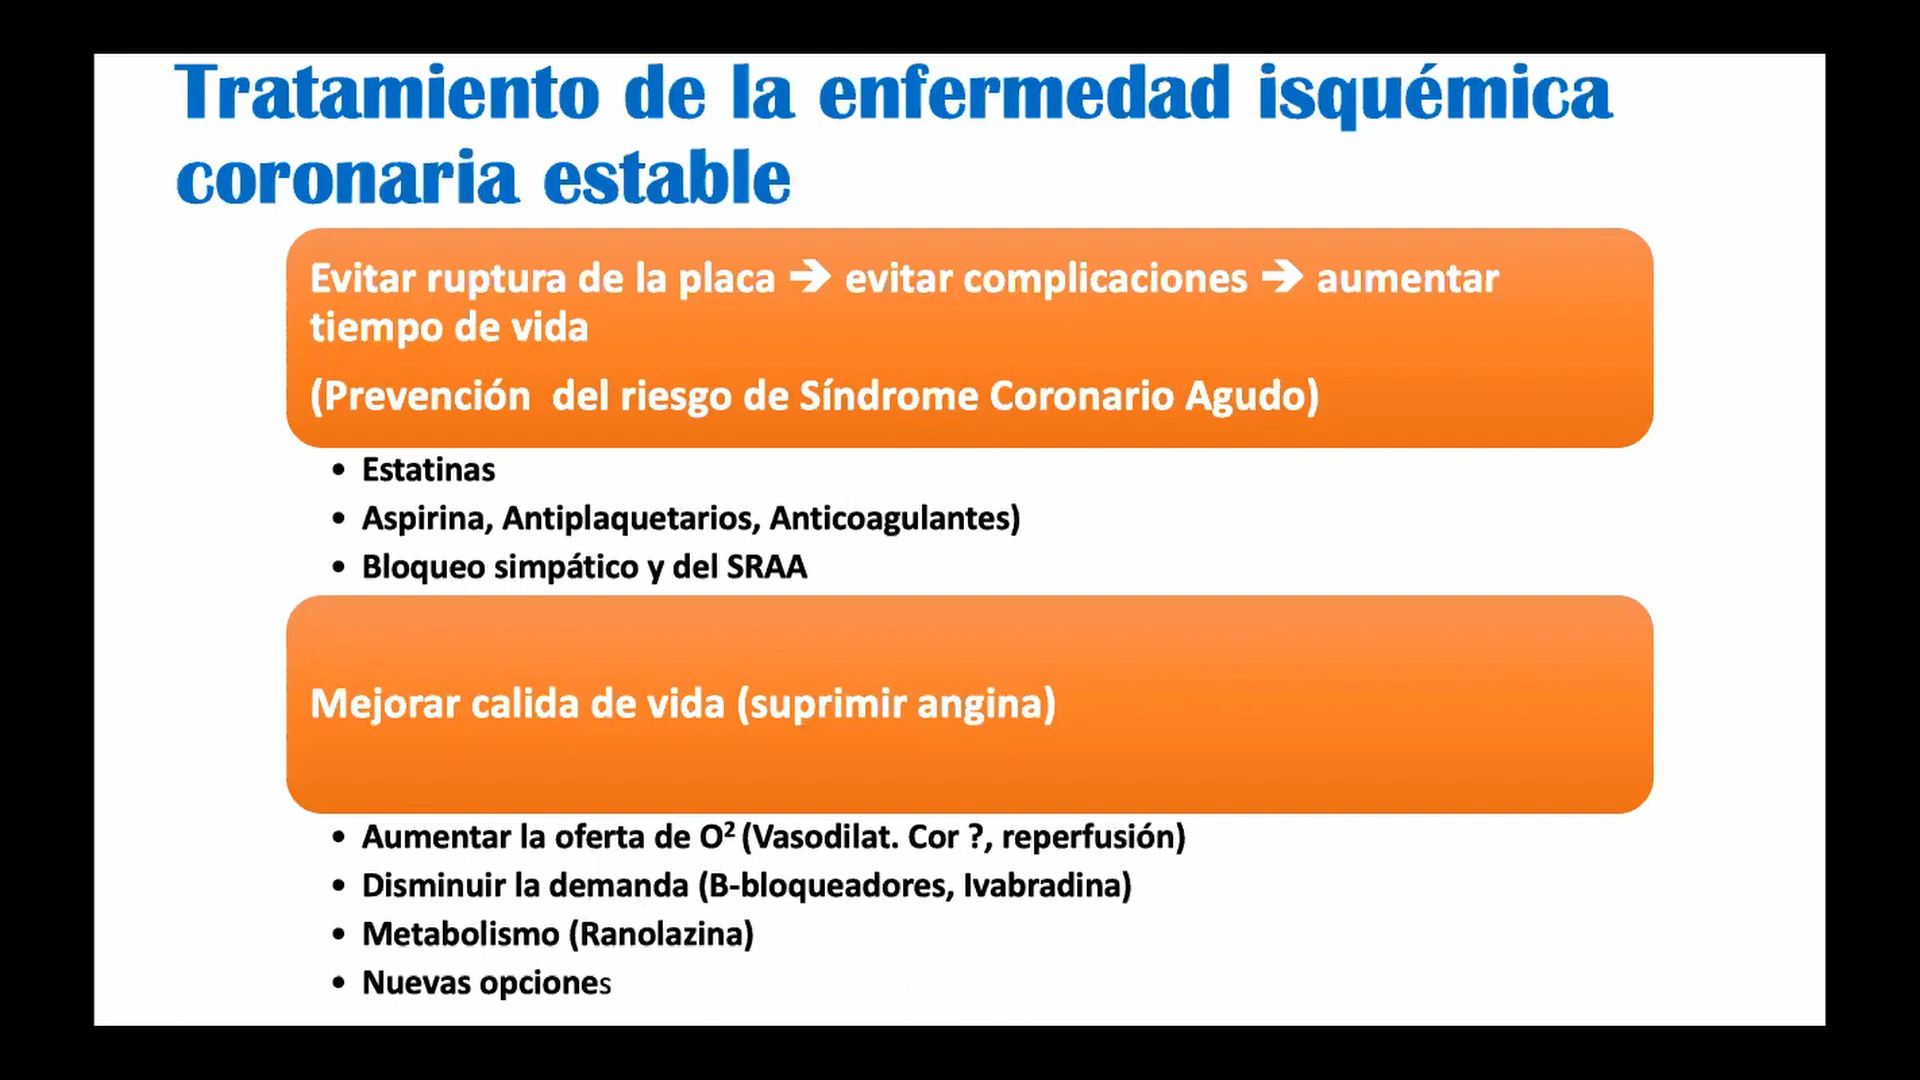 Tratamiento de la enfermedad isquémica
coronaria estable
Evitar ruptura de la placa ➔ evitar complicaciones ➔ aumentar
tiempo de vida
(Prevención  del riesgo de Síndrome Coronario Agudo)
• Estatinas
• Aspirina, Antiplaquetarios, Anticoagulantes)
• Bloqueo simpático y del SRAA
Mejorar calida de vida (suprimir angina)
• Aumentar la oferta de O² (Vasodilat. Cor ?, reperfusión)
• Disminuir la demanda (B-bloqueadores, Ivabradina)
• Metabolismo (Ranolazina)
• Nuevas opciones